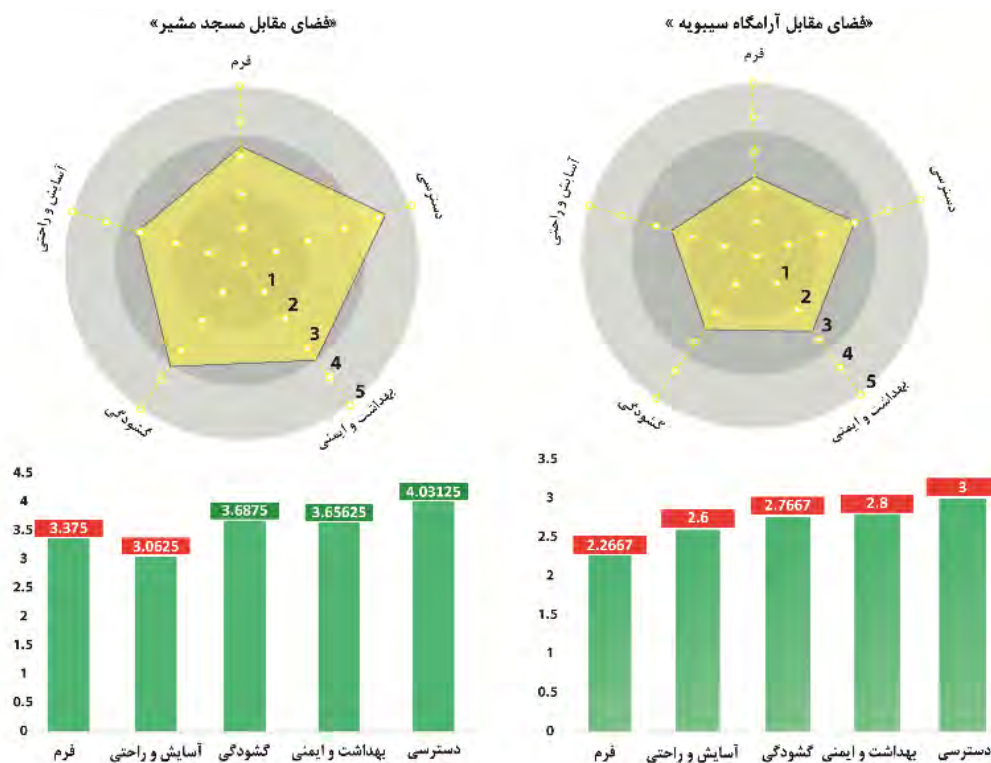 «فضای مقابل آرامگاه سیبویه »
فرم
آسایش و راحتی
دسترسی
1
2
3
4
5
گشودگی
بهداشت و ایمنی
«فضای مقابل مسجد مشیر»
فرم
آسایش و راحتی
دسترسی
1
2
3
4
5
گشودگی
بهداشت و ایمنی
3.5
3
2.5
2
1.5
1
0.5
0
2.2667
2.6
2.7667
2.8
3
فرم
آسایش و راحتی
گشودگی
بهداشت و ایمنی
دسترسی
4.5
4
3.5
3
2.5
2
1.5
1
0.5
0
3.375
3.0625
3.6875
3.65625
4.03125
فرم
آسایش و راحتی
گشودگی
بهداشت و ایمنی
دسترسی